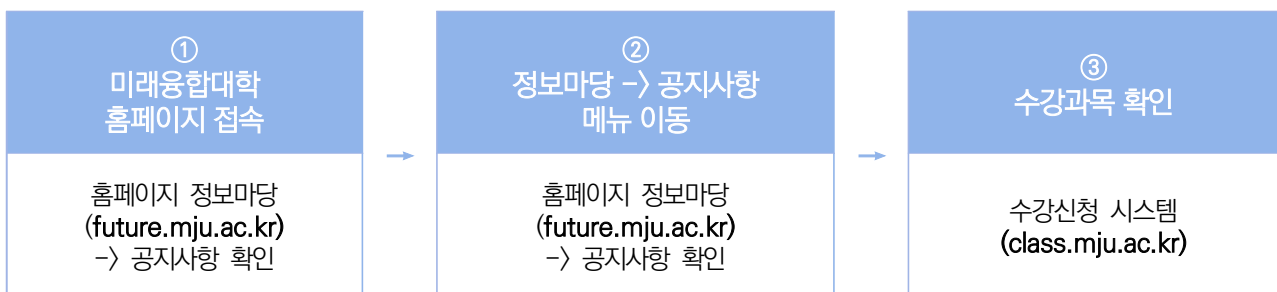 ①
미래융합대학
홈페이지 접속
홈페이지 정보마당
(future.mju.ac.kr)
-> 공지사항 확인
→
②
정보마당 -> 공지사항
메뉴 이동
홈페이지 정보마당
(future.mju.ac.kr)
-> 공지사항 확인
→
③
수강과목 확인
수강신청 시스템
(class.mju.ac.kr)